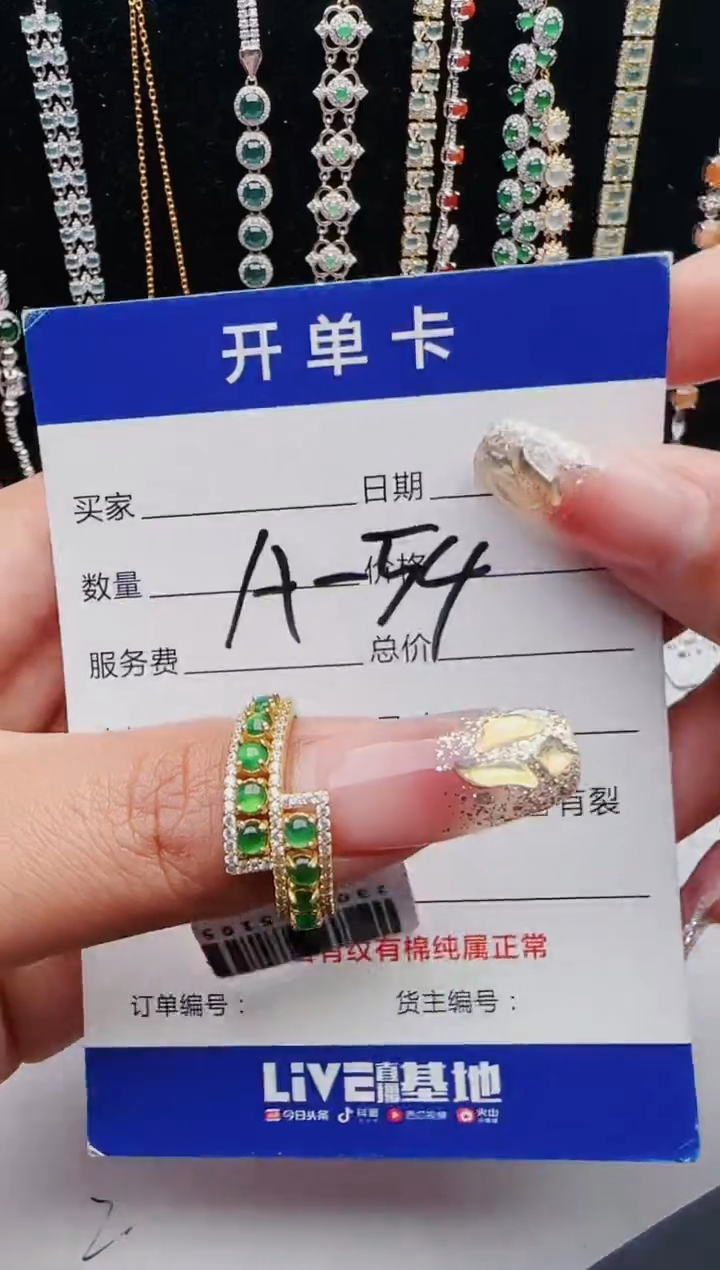 开单卡
买家 日期
数量 价格
A-54
服务费 总价
有裂
有纹有棉纯属正常
订单编号： 货主编号：
LiVE直播基地
今日头条 抖音 西瓜视频 火山
2